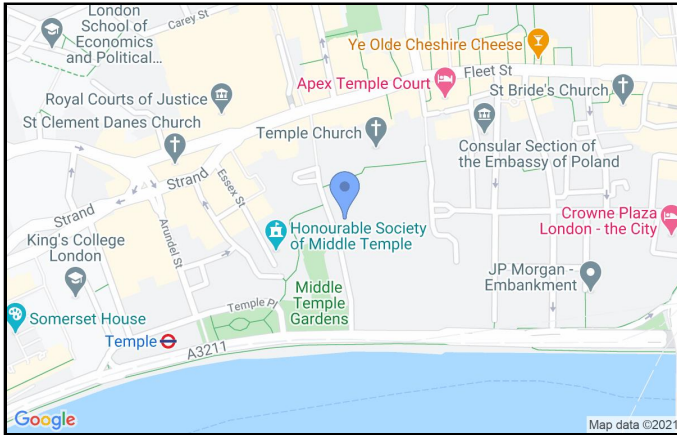 London
School of
Economics
and Political...
Carey St
Ye Olde Cheshire Cheese
Fleet St
Apex Temple Court
Royal Courts of Justice
St Bride's Church
St Clement Danes Church
Temple Church
Consular Section of
the Embassy of Poland
Strand
Essex St
Strand
Arundel St
Honourable Society
of Middle Temple
Crowne Plaza
London - the City
King's College
London
JP Morgan -
Embankment
Middle
Temple
Gardens
Temple Pl
Somerset House
Temple
A3211
Google
Map data ©2021